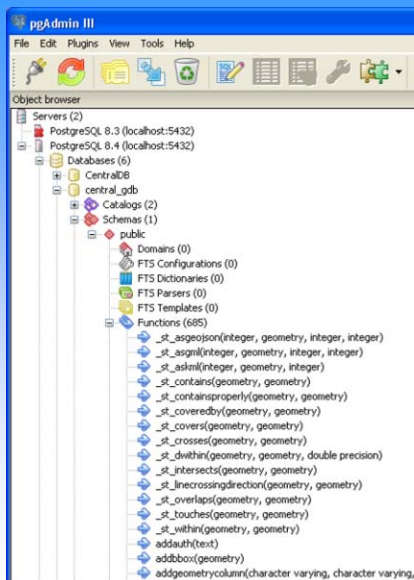 pgAdmin III
File Edit Plugins View Tools Help
Object browser
Servers (2)
PostgreSQL 8.3 (localhost:5432)
PostgreSQL 8.4 (localhost:5432)
Databases (6)
CentralDB
central_gdb
Catalogs (2)
Schemas (1)
public
Domains (0)
FTS Configurations (0)
FTS Dictionaries (0)
FTS Parsers (0)
FTS Templates (0)
Functions (685)
_st_asgeojson(integer, geometry, integer, integer)
_st_asgml(integer, geometry, integer, integer)
_st_askml(integer, geometry, integer)
_st_contains(geometry, geometry)
_st_containsproperly(geometry, geometry)
_st_coveredby(geometry, geometry)
_st_covers(geometry, geometry)
_st_crosses(geometry, geometry)
_st_dwithin(geometry, geometry, double precision)
_st_intersects(geometry, geometry)
_st_linecrossingdirection(geometry, geometry)
_st_overlaps(geometry, geometry)
_st_touches(geometry, geometry)
_st_within(geometry, geometry)
addauth(text)
addbbox(geometry)
addgeometrycolumn(character varying, character varying,